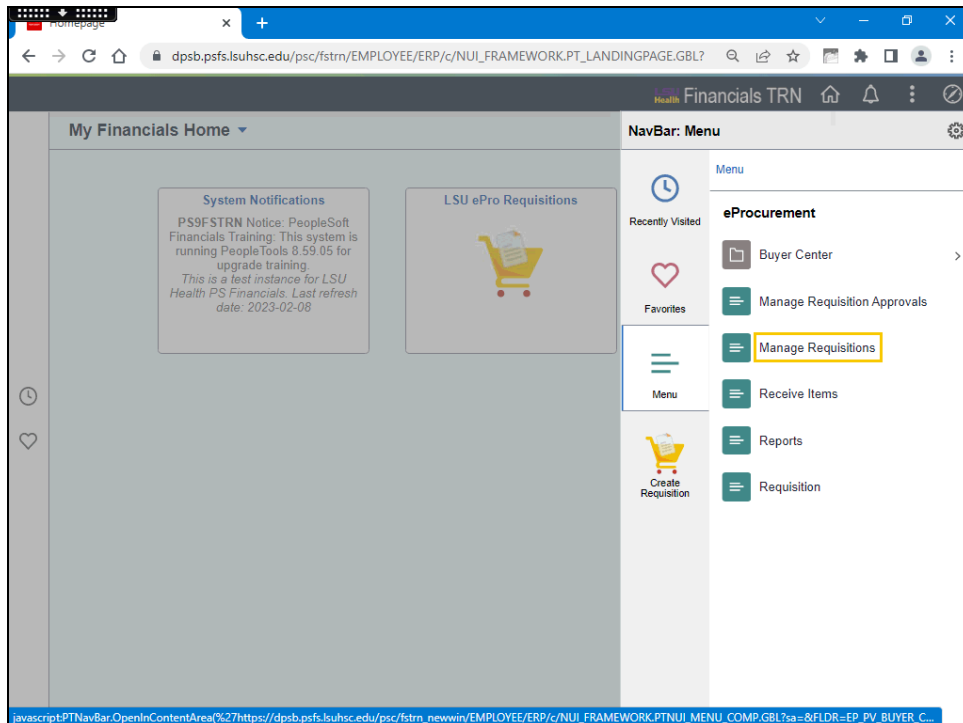 Homepage
dpsb.psfs.lsuhsc.edu/psc/fstrn/EMPLOYEE/ERP/c/NUI_FRAMEWORK.PT_LANDINGPAGE.GBL?
Health Financials TRN
My Financials Home
NavBar: Menu
System Notifications
PS9FSTRN Notice: PeopleSoft
Financials Training: This system is
running PeopleTools 8.59.05 for
upgrade training.
This is a test instance for LSU
Health PS Financials. Last refresh
date: 2023-02-08
LSU ePro Requisitions
Recently Visited
Favorites
Menu
Create
Requisition
Menu
eProcurement
Buyer Center
Manage Requisition Approvals
Manage Requisitions
Receive Items
Reports
Requisition
javascript:PTNavBar.OpenInContentArea(%27https://dpsb.psfs.lsuhsc.edu/psc/fstrn_newwin/EMPLOYEE/ERP/c/NUI_FRAMEWORK.PTNUI_MENU_COMP.GBL?sa=&FLDR=EP_PV_BUYER_C...